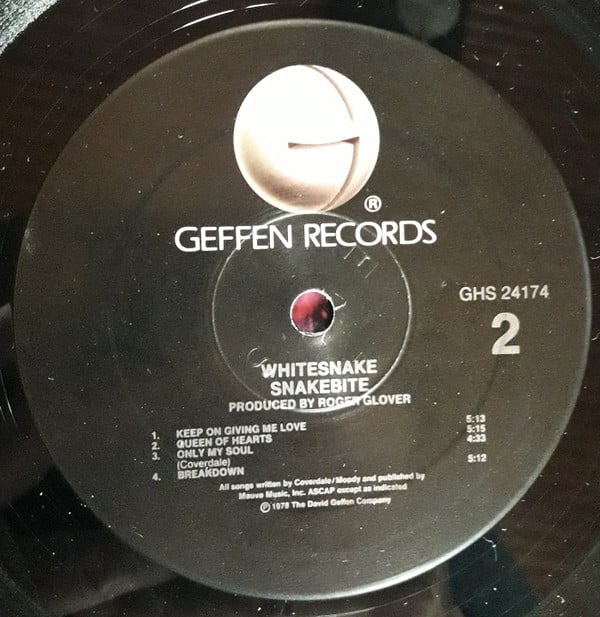 ®
GEFFEN RECORDS
GHS 24174
2
WHITESNAKE
SNAKEBITE
PRODUCED BY ROGER GLOVER
1. KEEP ON GIVING ME LOVE 5:13
2. QUEEN OF HEARTS 5:15
3. ONLY MY SOUL 4:33
(Coverdale)
4. BREAKDOWN 5:12
All songs written by Coverdale/Moody and published by
Mauve Music, Inc. ASCAP except as indicated
℗ 1978 The David Geffen Company